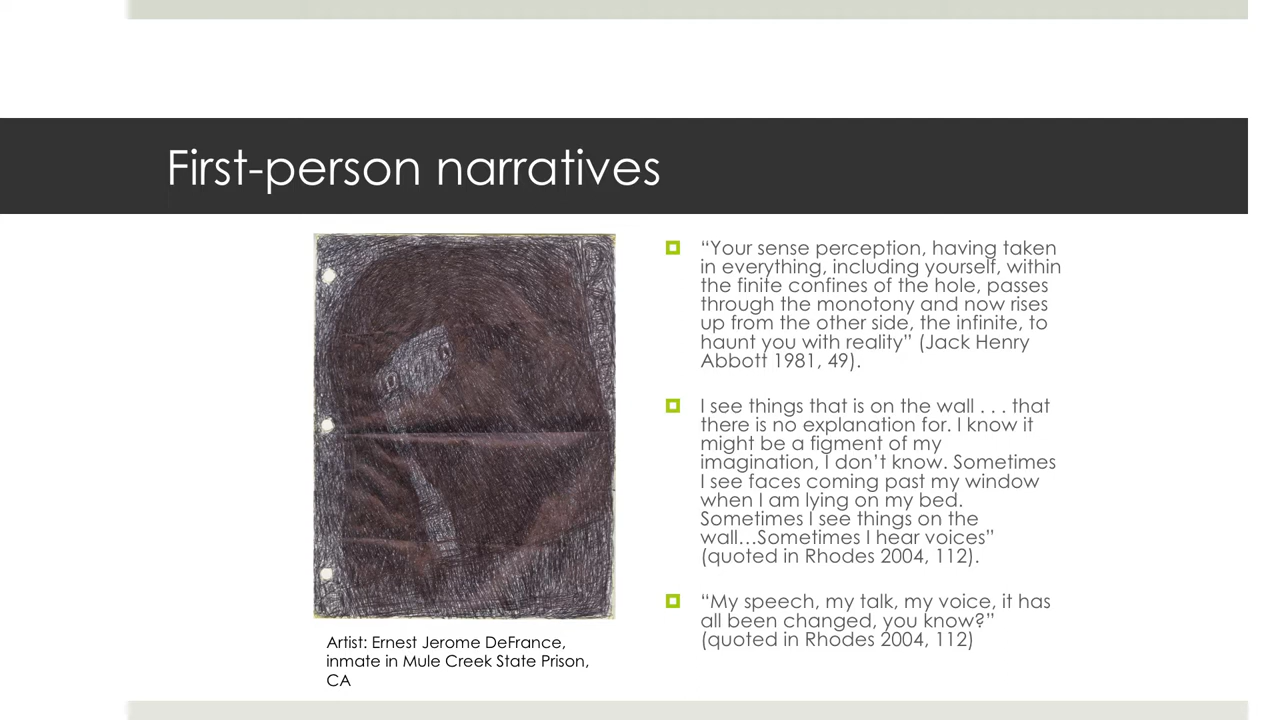 First-person narratives
“Your sense perception, having taken
in everything, including yourself, within
the finite confines of the hole, passes
through the monotony and now rises
up from the other side, the infinite, to
haunt you with reality” (Jack Henry
Abbott 1981, 49).
I see things that is on the wall . . . that
there is no explanation for. I know it
might be a figment of my
imagination, I don’t know. Sometimes
I see faces coming past my window
when I am lying on my bed.
Sometimes I see things on the
wall…Sometimes I hear voices”
(quoted in Rhodes 2004, 112).
“My speech, my talk, my voice, it has
all been changed, you know?”
(quoted in Rhodes 2004, 112)
Artist: Ernest Jerome DeFrance,
inmate in Mule Creek State Prison,
CA